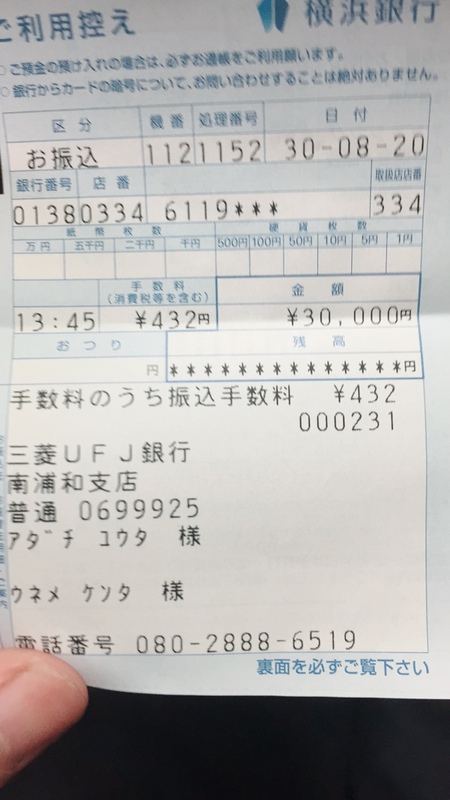 ご利用控え
横浜銀行
○ご預金の預け入れの場合は、必ずお通帳をご利用願います。
○銀行からカードの暗号について、お問い合わせすることは絶対ありません。
区分 機番 処理番号 日付
お振込 112 1152 30-08-20
銀行番号 店番 取扱店店番
0138 0334 6119*** 334
紙幣枚数 硬貨枚数
万円 五千円 二千円 千円 500円 100円 50円 10円 5円 1円
手数料 (消費税等を含む) 金額
13:45 ¥432円 ¥30,000円
おつり 残高
円 **************円
手数料のうち振込手数料 ¥432
000231
三菱UFJ銀行
南浦和支店
普通 0699925
アダチ コウタ 様
ウネメ ケンタ 様
電話番号 080-2888-6519
裏面を必ずご覧下さい